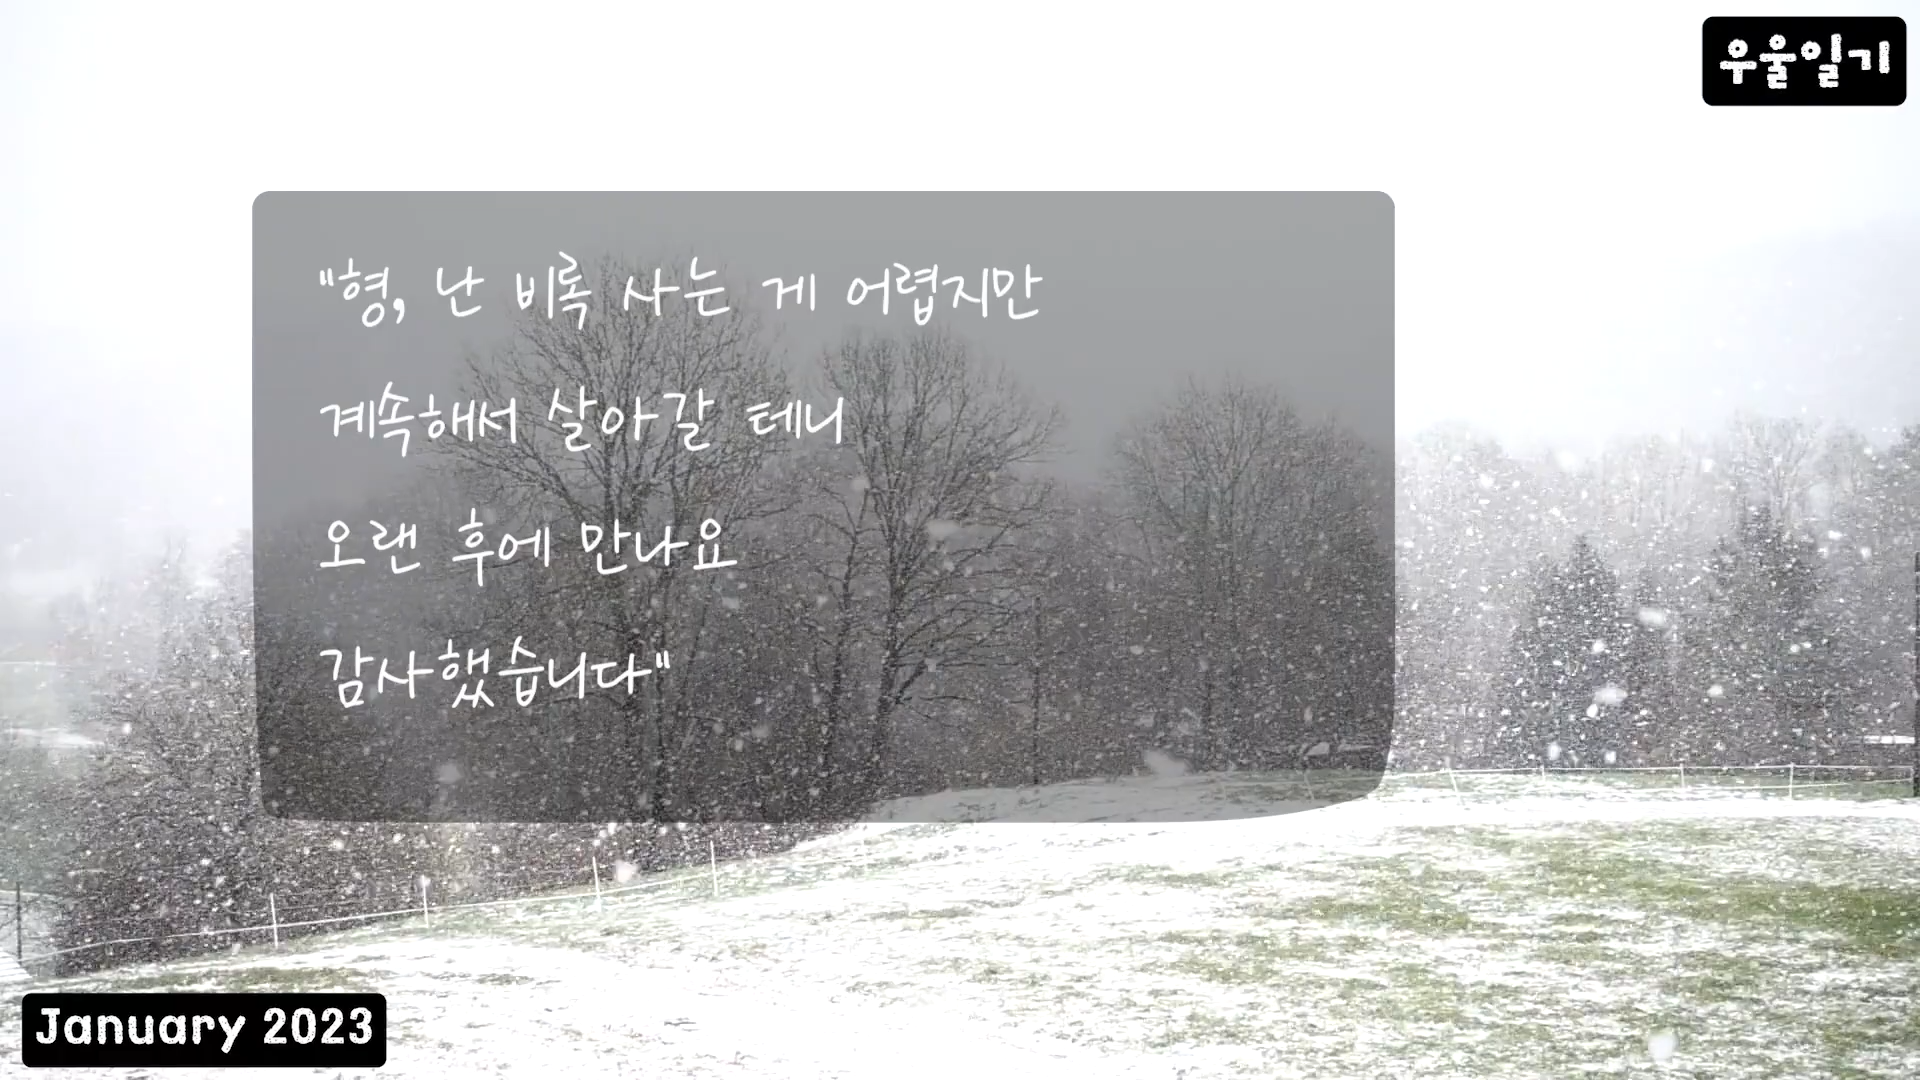 우울일기
"형, 난 비록 사는 게 어렵지만
계속해서 살아갈 테니
오랜 후에 만나요
감사했습니다"
January 2023